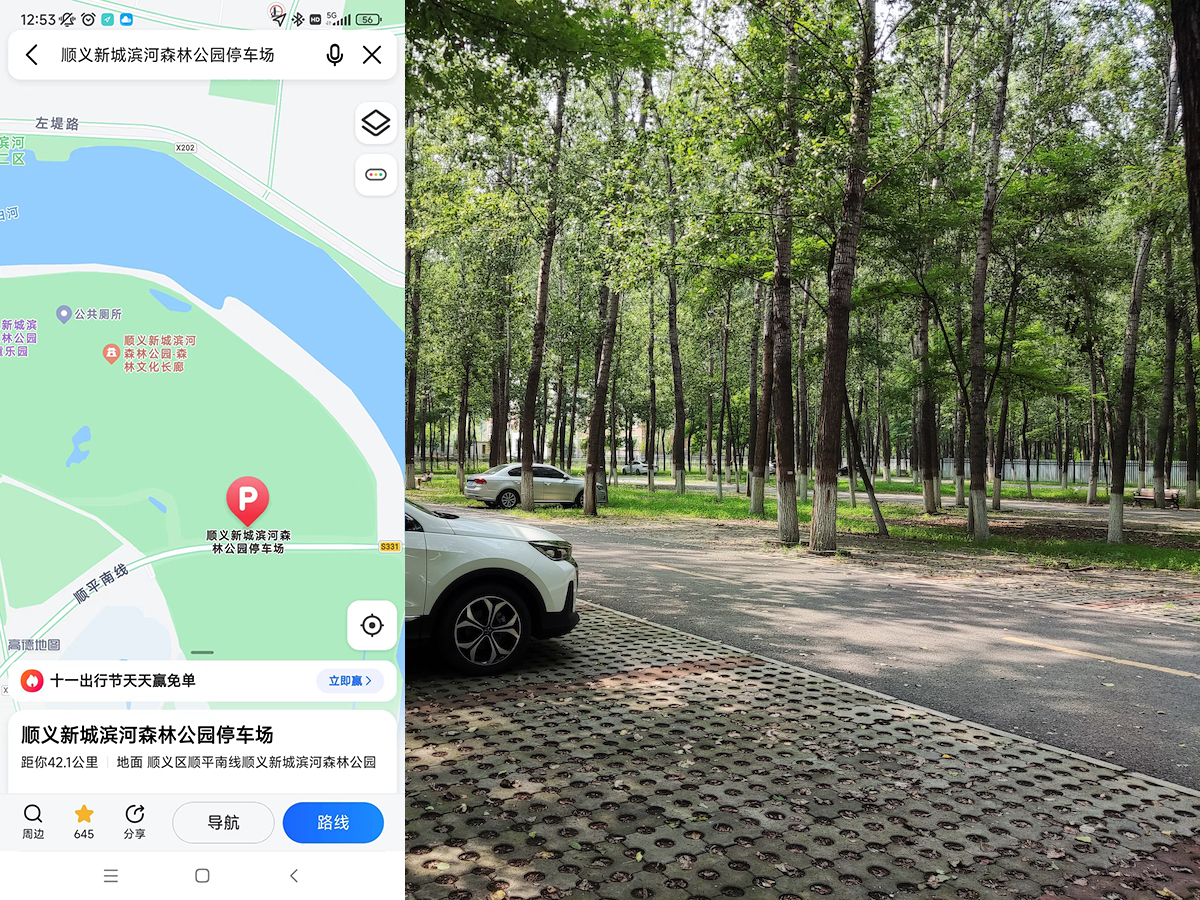 12:53
HD
5G
56
顺义新城滨河森林公园停车场
左堤路
X202
滨河
二区
白河
公共厕所
新城滨
林公园
乐园
顺义新城滨河
森林公园·森
林文化长廊
P
顺义新城滨河森
林公园停车场
S331
顺平南线
高德地图
十一出行节天天赢免单
立即赢
顺义新城滨河森林公园停车场
距你42.1公里
地面 顺义区顺平南线顺义新城滨河森林公园
周边
645
分享
导航
路线